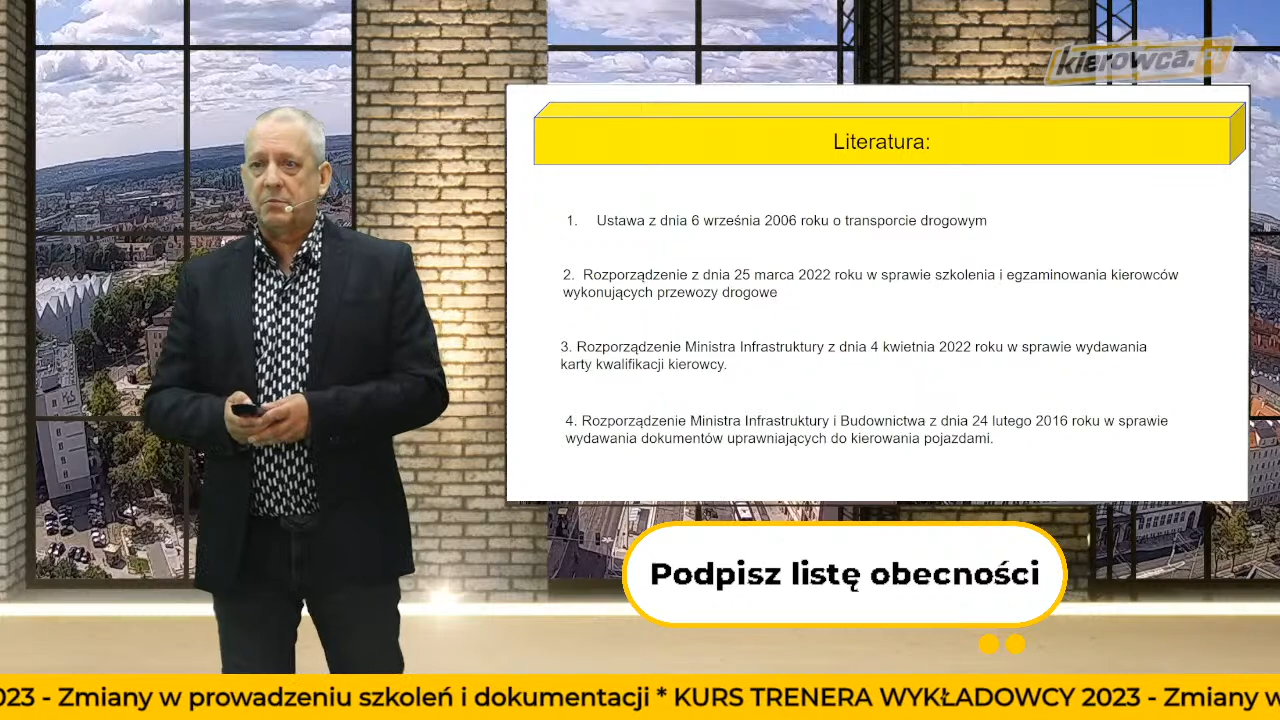 kierowca.PL
Literatura:
1. Ustawa z dnia 6 września 2006 roku o transporcie drogowym
2. Rozporządzenie z dnia 25 marca 2022 roku w sprawie szkolenia i egzaminowania kierowców
wykonujących przewozy drogowe
3. Rozporządzenie Ministra Infrastruktury z dnia 4 kwietnia 2022 roku w sprawie wydawania
karty kwalifikacji kierowcy.
4. Rozporządzenie Ministra Infrastruktury i Budownictwa z dnia 24 lutego 2016 roku w sprawie
wydawania dokumentów uprawniających do kierowania pojazdami.
Podpisz listę obecności
023 - Zmiany w prowadzeniu szkoleń i dokumentacji * KURS TRENERA WYKŁADOWCY 2023 - Zmiany w